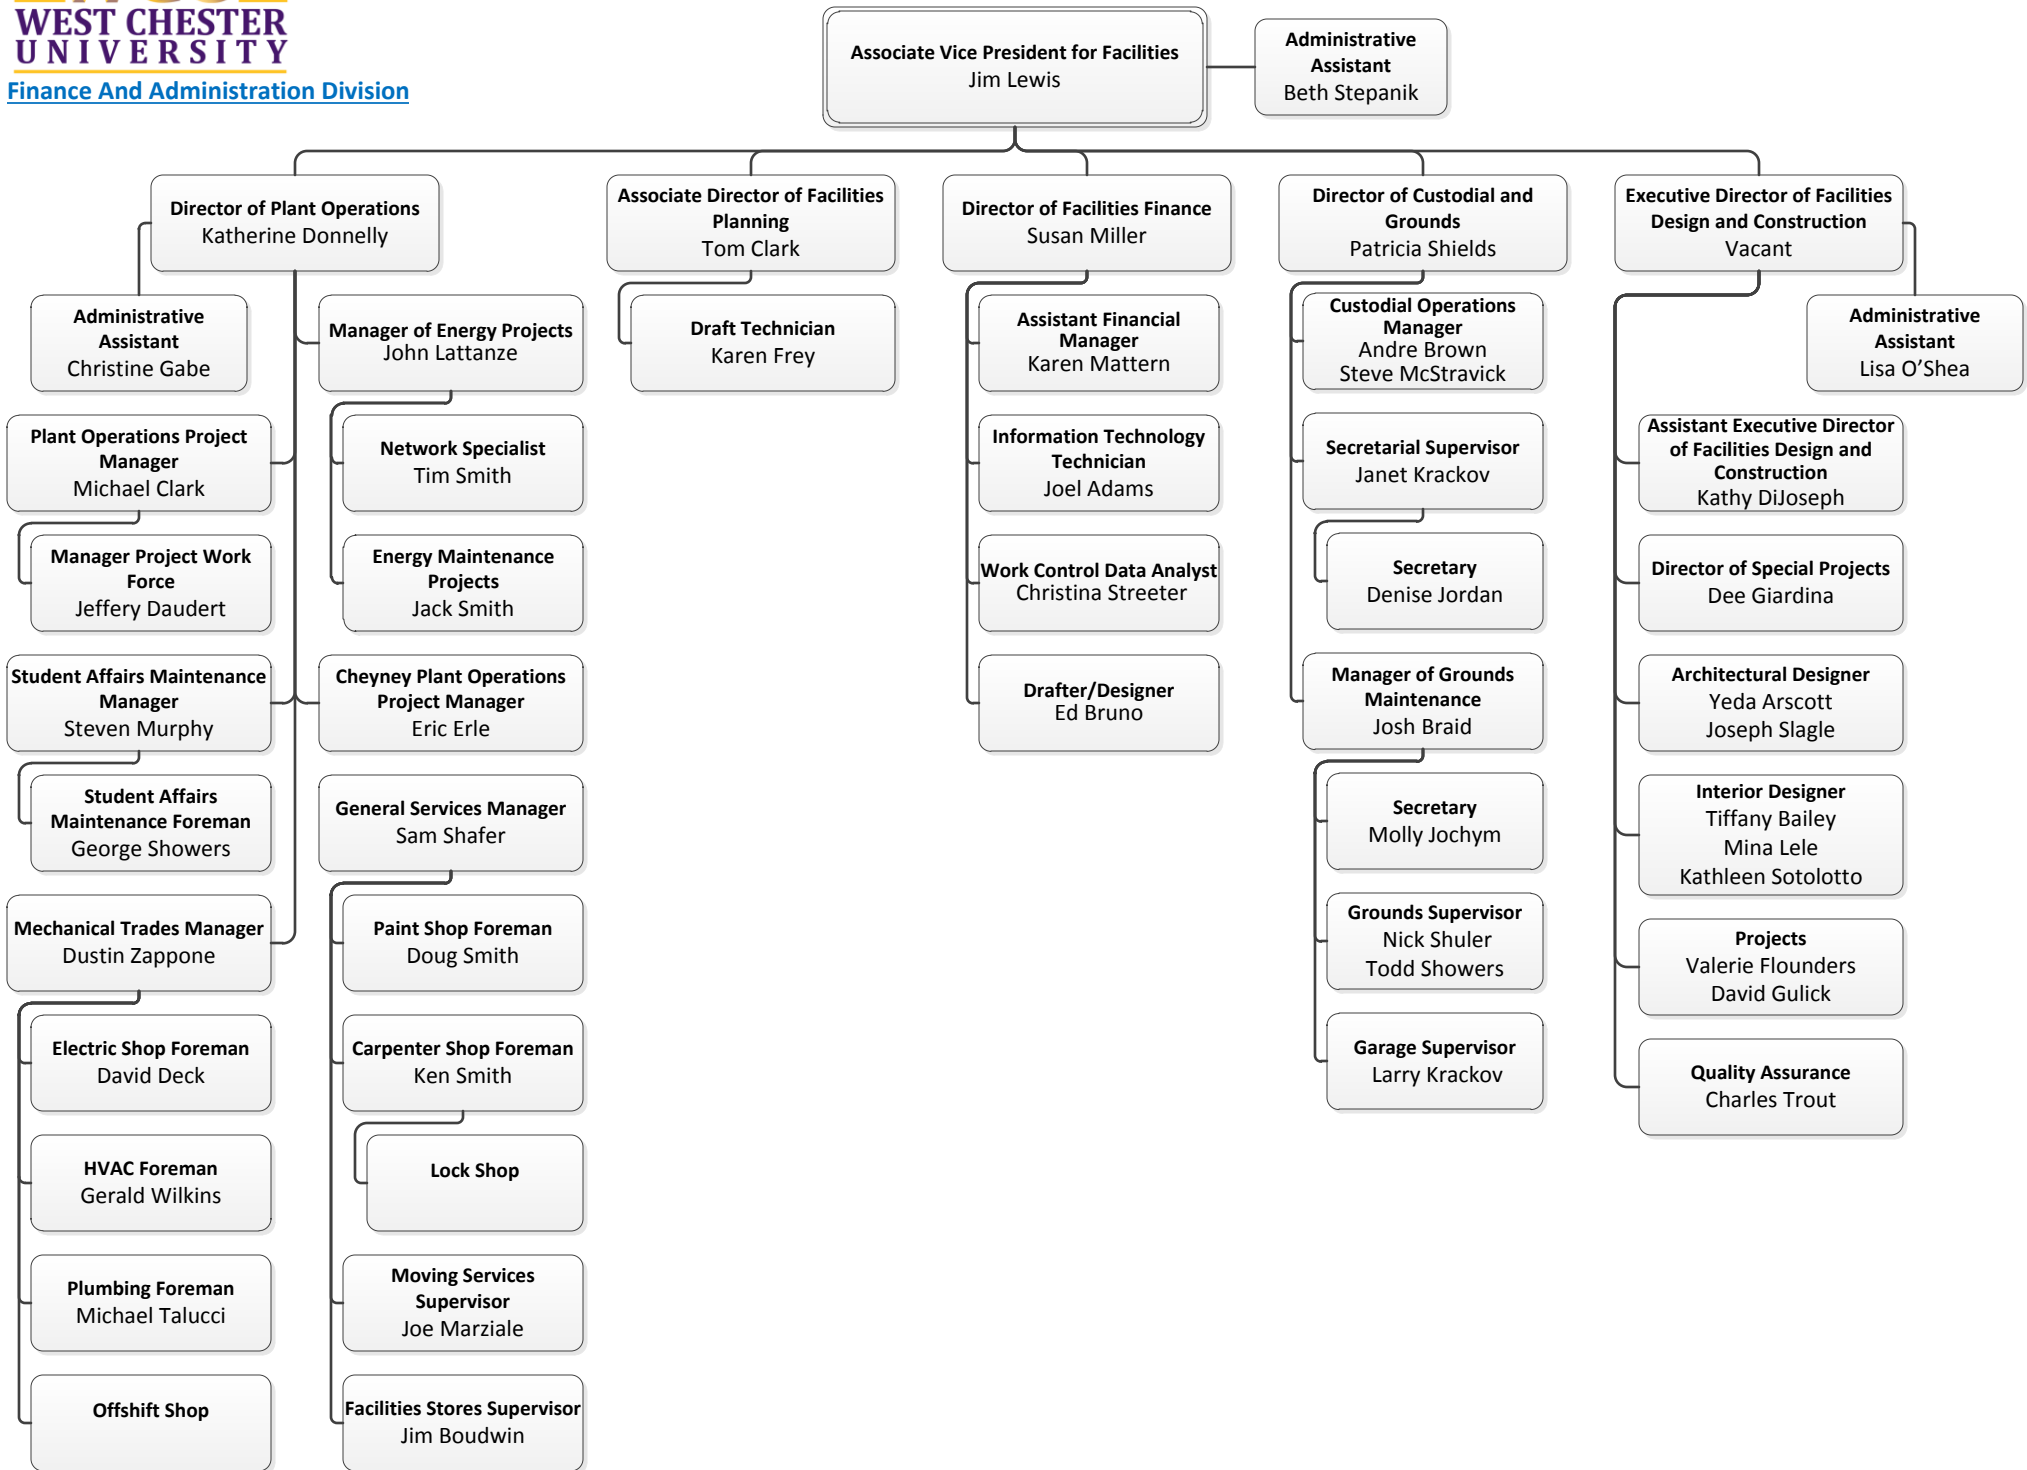 WEST CHESTER
UNIVERSITY
Finance And Administration Division
Associate Vice President for Facilities
Jim Lewis
Administrative
Assistant
Beth Stepanik
Director of Plant Operations
Katherine Donnelly
Administrative
Assistant
Christine Gabe
Plant Operations Project
Manager
Michael Clark
Manager Project Work
Force
Jeffery Daudert
Student Affairs Maintenance
Manager
Steven Murphy
Student Affairs
Maintenance Foreman
George Showers
Mechanical Trades Manager
Dustin Zappone
Electric Shop Foreman
David Deck
HVAC Foreman
Gerald Wilkins
Plumbing Foreman
Michael Talucci
Offshift Shop
Manager of Energy Projects
John Lattanze
Network Specialist
Tim Smith
Energy Maintenance
Projects
Jack Smith
Cheyney Plant Operations
Project Manager
Eric Erle
General Services Manager
Sam Shafer
Paint Shop Foreman
Doug Smith
Carpenter Shop Foreman
Ken Smith
Lock Shop
Moving Services
Supervisor
Joe Marziale
Facilities Stores Supervisor
Jim Boudwin
Associate Director of Facilities
Planning
Tom Clark
Draft Technician
Karen Frey
Director of Facilities Finance
Susan Miller
Assistant Financial
Manager
Karen Mattern
Information Technology
Technician
Joel Adams
Work Control Data Analyst
Christina Streeter
Drafter/Designer
Ed Bruno
Director of Custodial and
Grounds
Patricia Shields
Custodial Operations
Manager
Andre Brown
Steve McStravick
Secretarial Supervisor
Janet Krackov
Secretary
Denise Jordan
Manager of Grounds
Maintenance
Josh Braid
Secretary
Molly Jochym
Grounds Supervisor
Nick Shuler
Todd Showers
Garage Supervisor
Larry Krackov
Executive Director of Facilities
Design and Construction
Vacant
Administrative
Assistant
Lisa O’Shea
Assistant Executive Director
of Facilities Design and
Construction
Kathy DiJoseph
Director of Special Projects
Dee Giardina
Architectural Designer
Yeda Arscott
Joseph Slagle
Interior Designer
Tiffany Bailey
Mina Lele
Kathleen Sotolotto
Projects
Valerie Flounders
David Gulick
Quality Assurance
Charles Trout